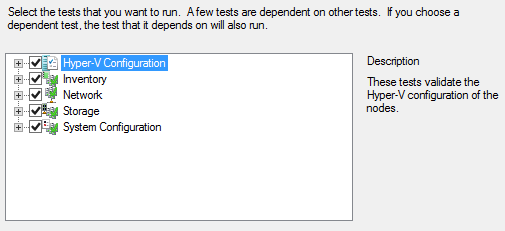 Select the tests that you want to run. A few tests are dependent on other tests. If you choose a
dependent test, the test that it depends on will also run.
Hyper-V Configuration
Inventory
Network
Storage
System Configuration
Description
These tests validate the
Hyper-V configuration of the
nodes.